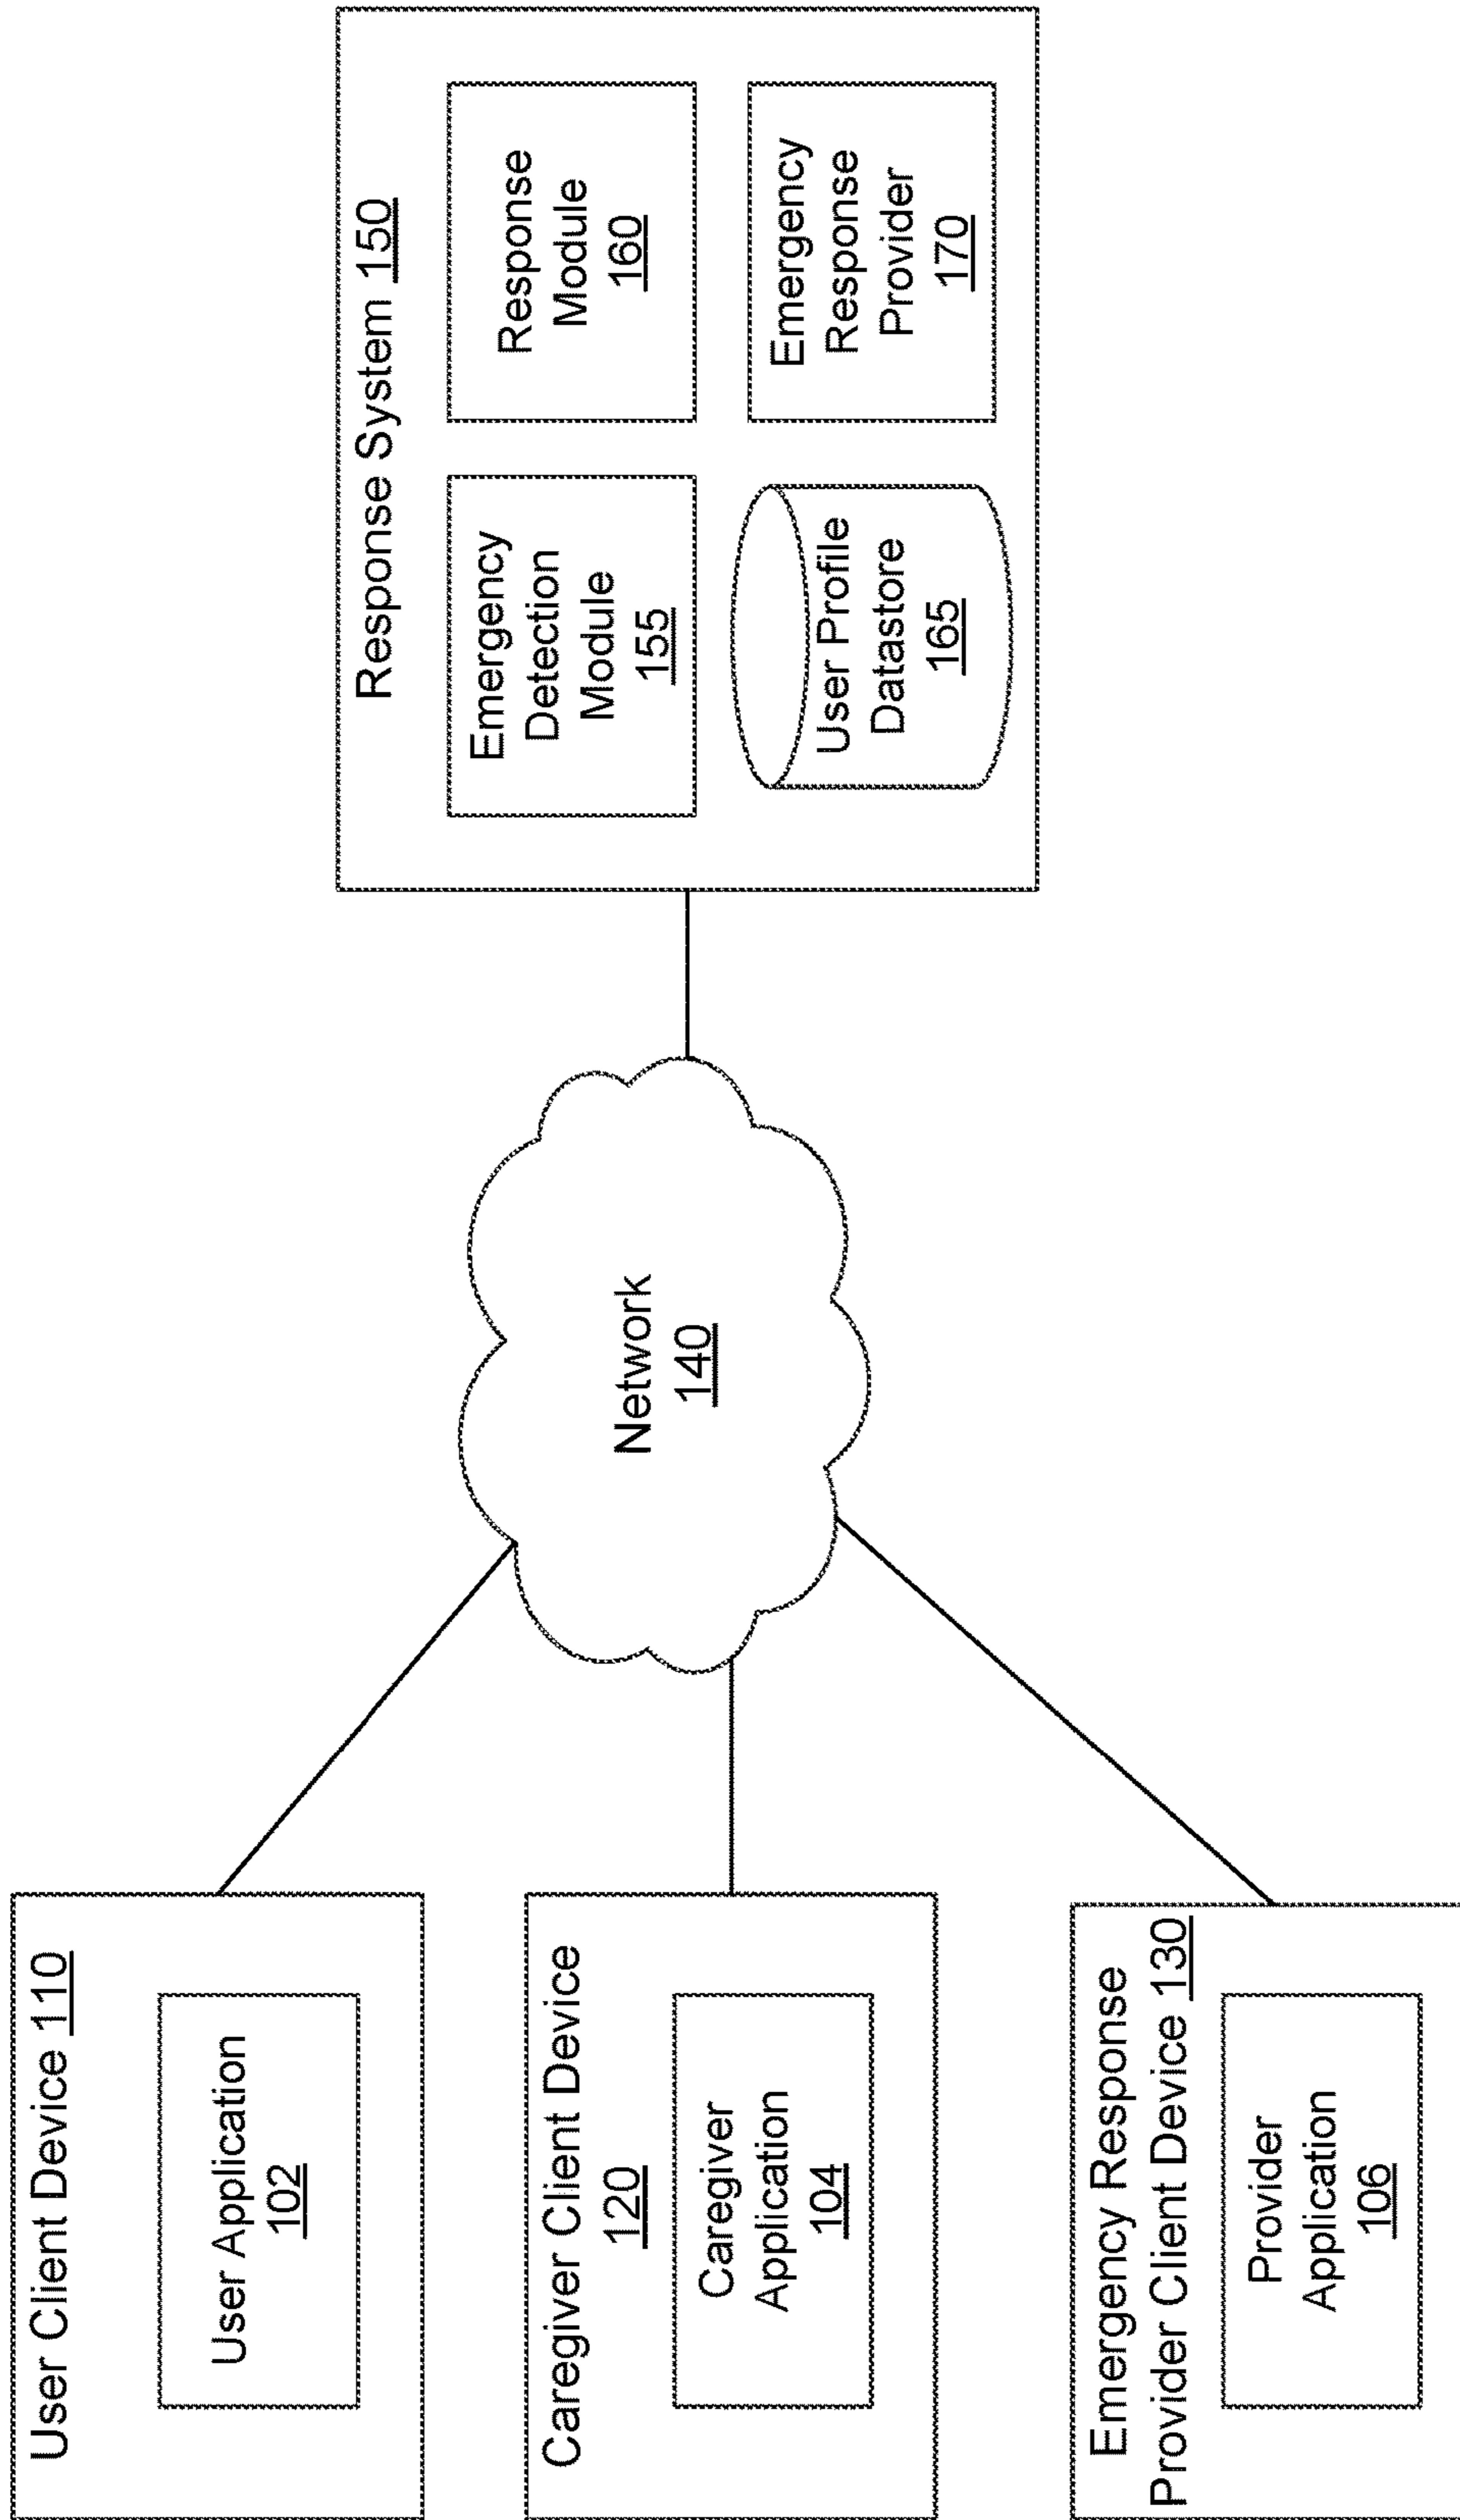 User Client Device 110
User Application
102
Caregiver Client Device
120
Caregiver
Application
104
Emergency Response
Provider Client Device 130
Provider
Application
106
Network
140
Response System 150
Emergency
Detection
Module
155
Response
Module
160
User Profile
Datastore
165
Emergency
Response
Provider
170